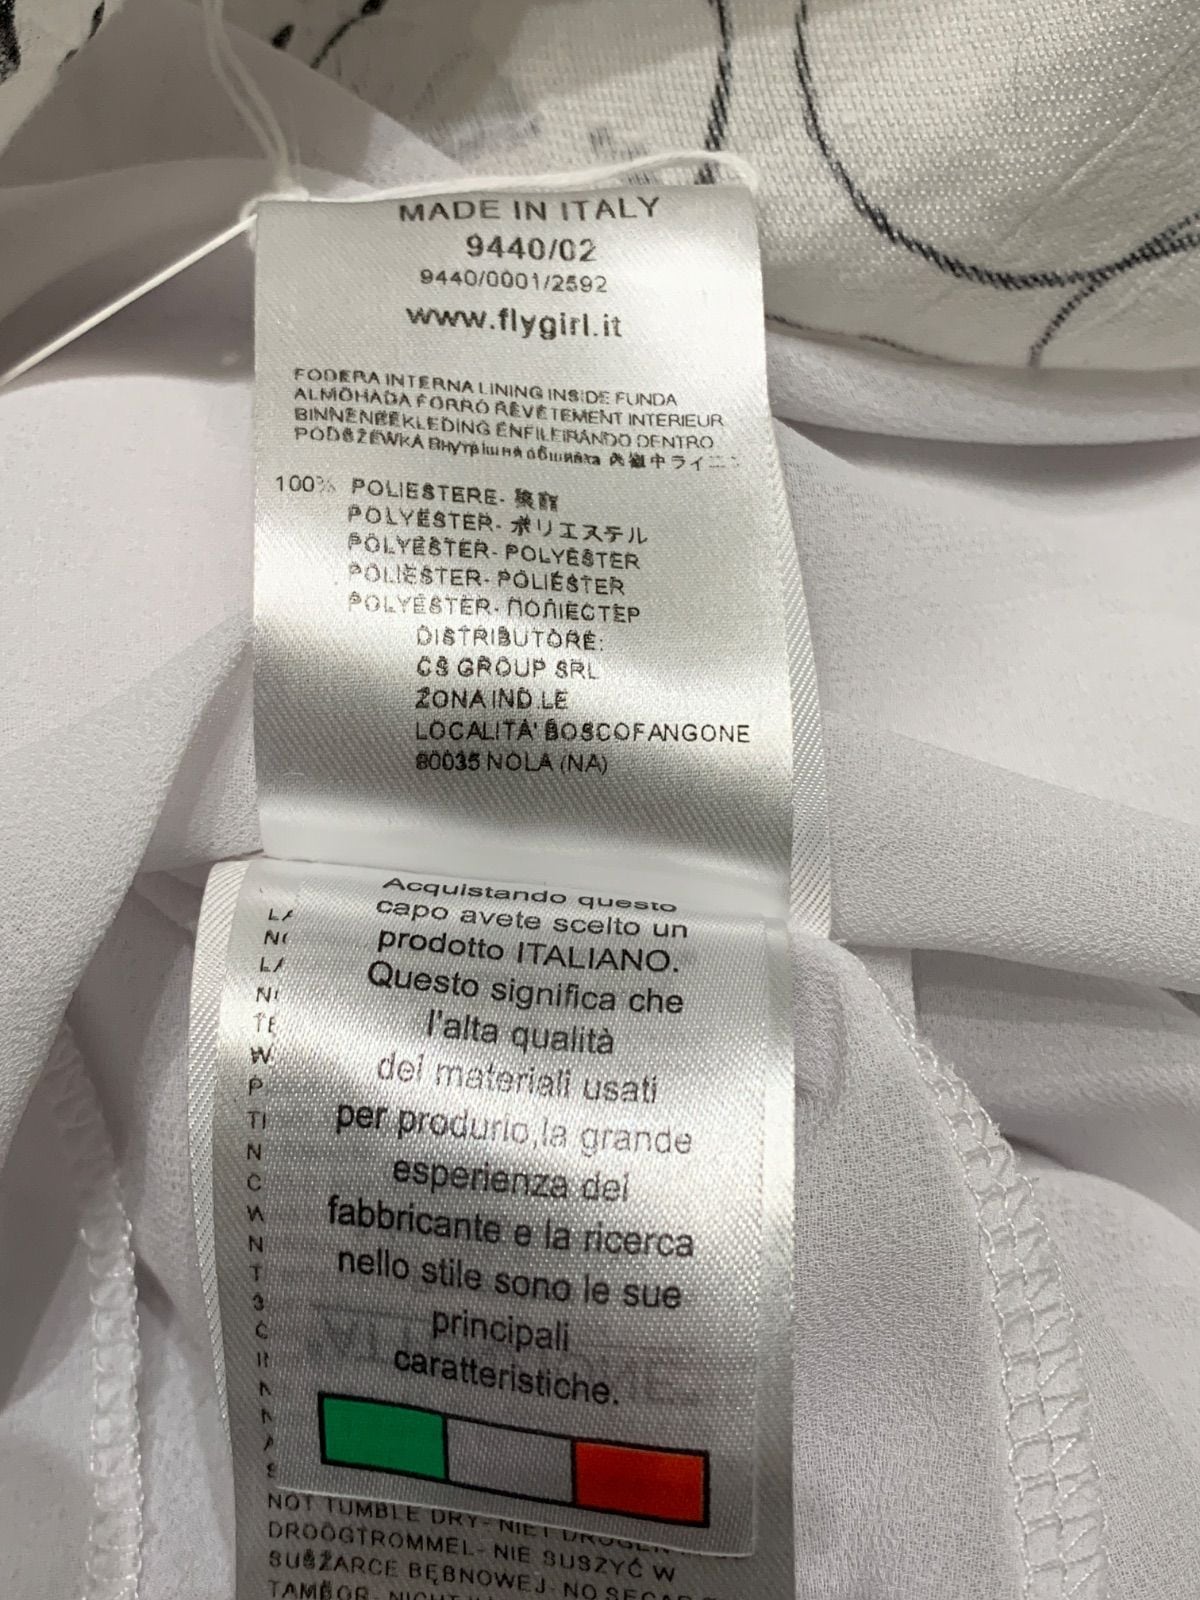 MADE IN ITALY
9440/02
9440/0001/2592
www.flygirl.it
FODERA INTERNA LINING INSIDE FUNDA
ALMOHADA FORRO REVÊTEMENT INTERIEUR
BINNENBEKLEDING ENFILEIRANDO DENTRO
PODSZEWKA
100% POLIESTERE-
POLYESTER- ポリエステル
POLYESTER- POLYESTER
POLIESTER- POLIÉSTER
POLYESTER- ПОЛІЕСТЕР
DISTRIBUTORE:
CS GROUP SRL
ZONA IND.LE
LOCALITA' BOSCOFANGONE
80035 NOLA (NA)
Acquistando questo
capo avete scelto un
prodotto ITALIANO.
Questo significa che
l'alta qualità
dei materiali usati
per produrlo,la grande
esperienza del
fabbricante e la ricerca
nello stile sono le sue
principali
caratteristiche.
NOT TUMBLE DRY- NIET
DROOGTROMMEL- NIE SUSZYĆ W
SUSZARCE BĘBNOWEJ- NO SECAR